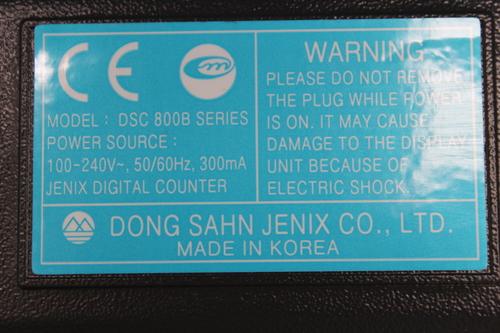 CE
MODEL : DSC 800B SERIES
POWER SOURCE :
100-240V~, 50/60Hz, 300mA
JENIX DIGITAL COUNTER
WARNING
PLEASE DO NOT REMOVE
THE PLUG WHILE POWER
IS ON. IT MAY CAUSE
DAMAGE TO THE DISPLAY
UNIT BECAUSE OF
ELECTRIC SHOCK.
DONG SAHN JENIX CO., LTD.
MADE IN KOREA